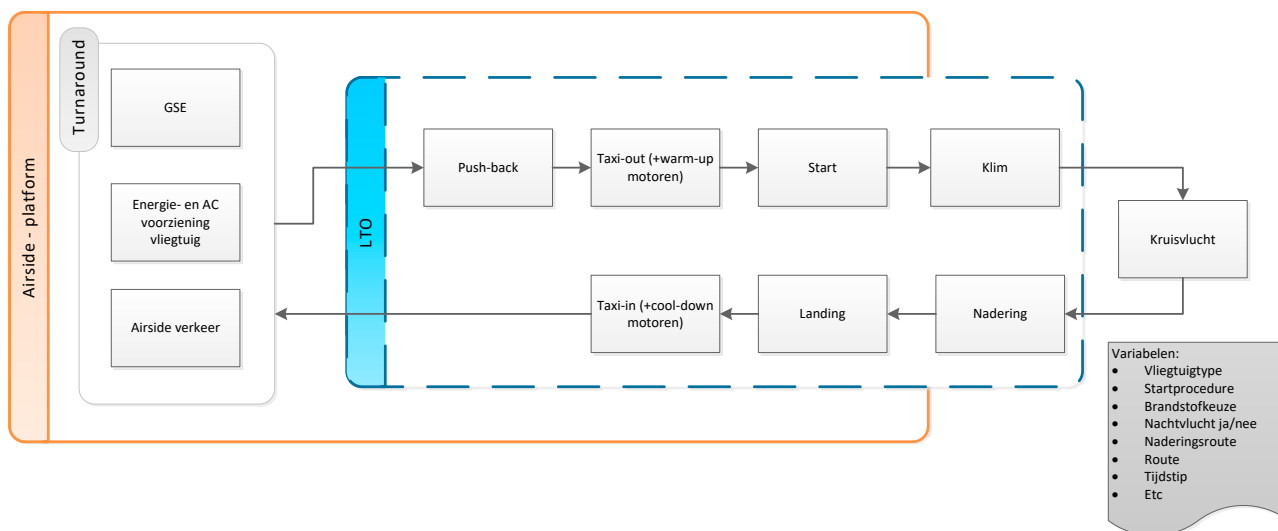 Airside - platform
Turnaround
GSE
Energie- en AC
voorziening
vliegtuig
Airside verkeer
LTO
Push-back
Taxi-out (+warm-up
motoren)
Start
Klim
Kruisvlucht
Taxi-in (+cool-down
motoren)
Landing
Nadering
Variabelen:
• Vliegtuigtype
• Startprocedure
• Brandstofkeuze
• Nachtvlucht ja/nee
• Naderingsroute
• Route
• Tijdstip
• Etc